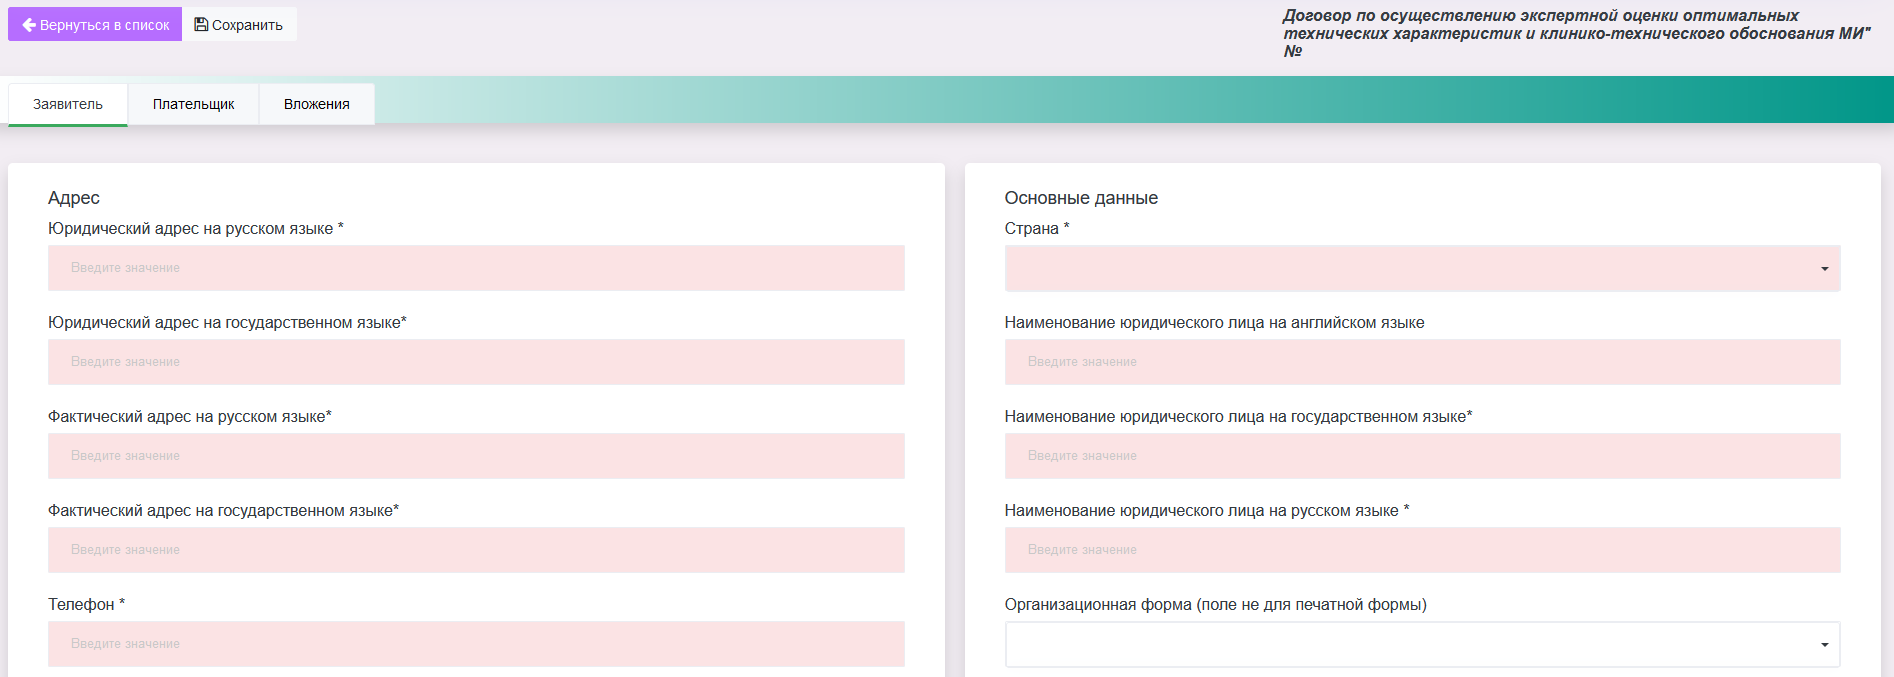 Вернуться в список
Сохранить
Договор по осуществлению экспертной оценки оптимальных
технических характеристик и клинико-технического обоснования МИ"
№
Заявитель
Плательщик
Вложения
Адрес
Юридический адрес на русском языке *
Введите значение
Юридический адрес на государственном языке*
Введите значение
Фактический адрес на русском языке*
Введите значение
Фактический адрес на государственном языке*
Введите значение
Телефон *
Введите значение
Основные данные
Страна *
Наименование юридического лица на английском языке
Введите значение
Наименование юридического лица на государственном языке*
Введите значение
Наименование юридического лица на русском языке *
Введите значение
Организационная форма (поле не для печатной формы)